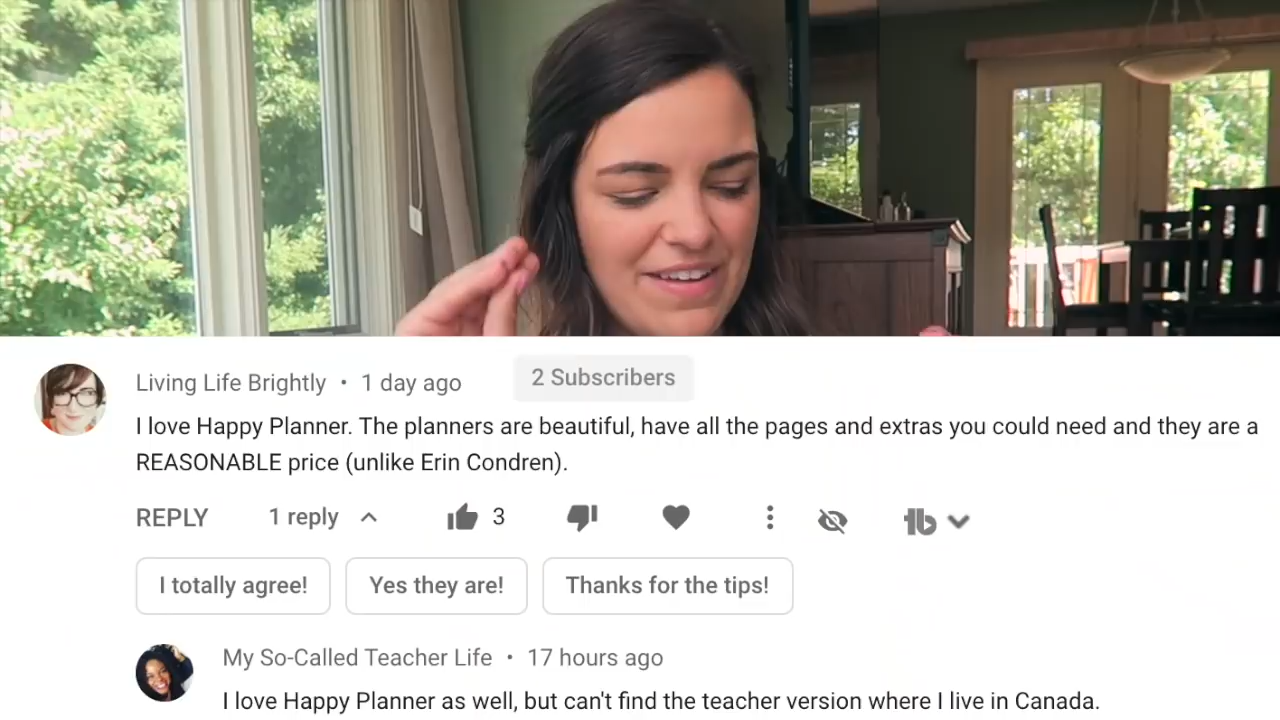 Living Life Brightly • 1 day ago 2 Subscribers
I love Happy Planner. The planners are beautiful, have all the pages and extras you could need and they are a
REASONABLE price (unlike Erin Condren).
REPLY 1 reply 3
I totally agree! Yes they are! Thanks for the tips!
My So-Called Teacher Life • 17 hours ago
I love Happy Planner as well, but can't find the teacher version where I live in Canada.